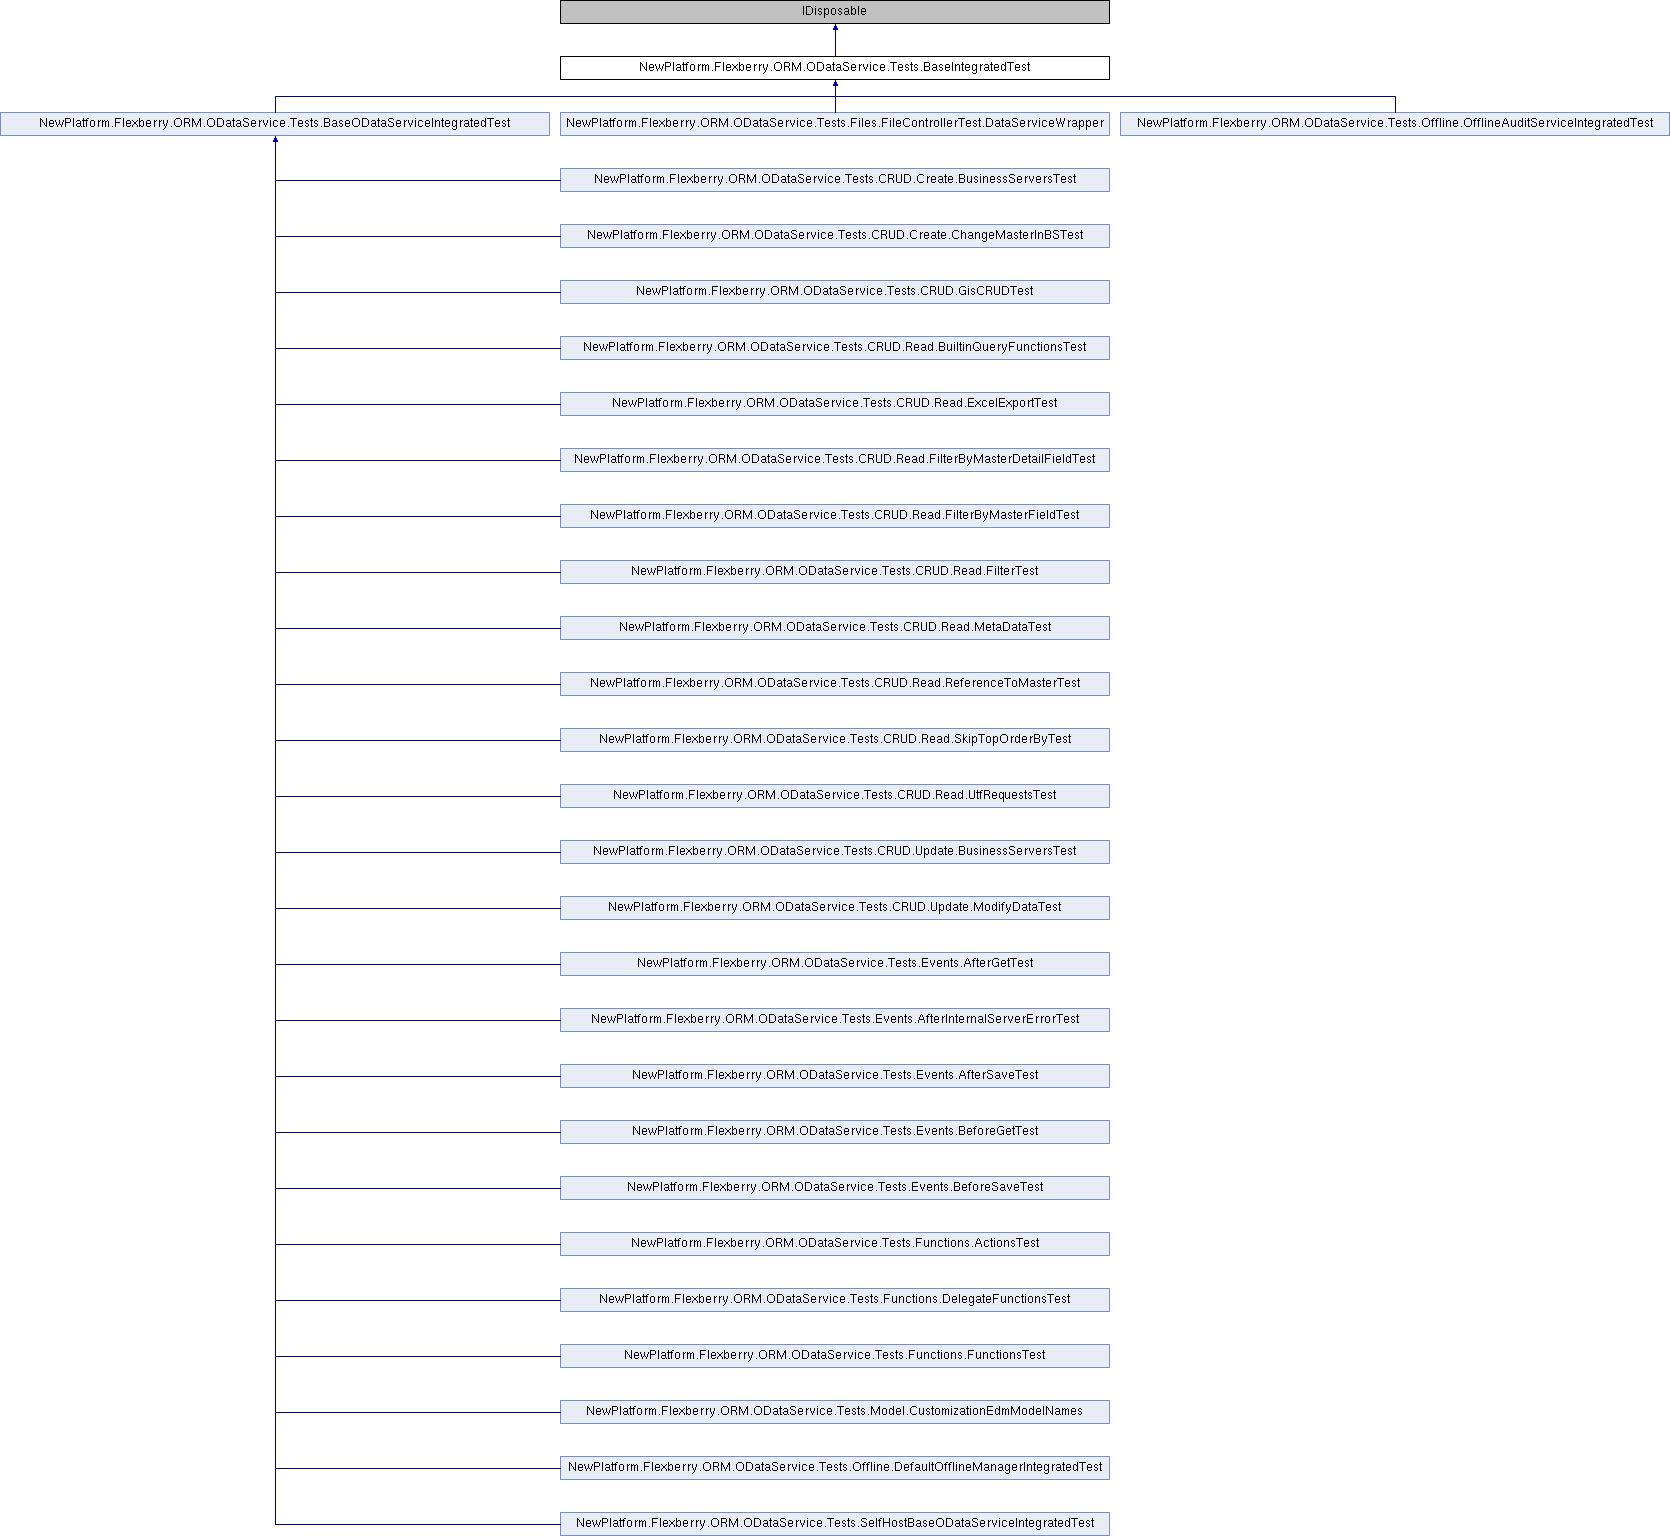 IDisposable
NewPlatform.Flexberry.ORM.ODataService.Tests.BaseIntegratedTest
NewPlatform.Flexberry.ORM.ODataService.Tests.BaseODataServiceIntegratedTest
NewPlatform.Flexberry.ORM.ODataService.Tests.Files.FileControllerTest.DataServiceWrapper
NewPlatform.Flexberry.ORM.ODataService.Tests.Offline.OfflineAuditServiceIntegratedTest
NewPlatform.Flexberry.ORM.ODataService.Tests.CRUD.Create.BusinessServersTest
NewPlatform.Flexberry.ORM.ODataService.Tests.CRUD.Create.ChangeMasterInBSTest
NewPlatform.Flexberry.ORM.ODataService.Tests.CRUD.GisCRUDTest
NewPlatform.Flexberry.ORM.ODataService.Tests.CRUD.Read.BuiltinQueryFunctionsTest
NewPlatform.Flexberry.ORM.ODataService.Tests.CRUD.Read.ExcelExportTest
NewPlatform.Flexberry.ORM.ODataService.Tests.CRUD.Read.FilterByMasterDetailFieldTest
NewPlatform.Flexberry.ORM.ODataService.Tests.CRUD.Read.FilterByMasterFieldTest
NewPlatform.Flexberry.ORM.ODataService.Tests.CRUD.Read.FilterTest
NewPlatform.Flexberry.ORM.ODataService.Tests.CRUD.Read.MetaDataTest
NewPlatform.Flexberry.ORM.ODataService.Tests.CRUD.Read.ReferenceToMasterTest
NewPlatform.Flexberry.ORM.ODataService.Tests.CRUD.Read.SkipTopOrderByTest
NewPlatform.Flexberry.ORM.ODataService.Tests.CRUD.Read.UtfRequestsTest
NewPlatform.Flexberry.ORM.ODataService.Tests.CRUD.Update.BusinessServersTest
NewPlatform.Flexberry.ORM.ODataService.Tests.CRUD.Update.ModifyDataTest
NewPlatform.Flexberry.ORM.ODataService.Tests.Events.AfterGetTest
NewPlatform.Flexberry.ORM.ODataService.Tests.Events.AfterInternalServerErrorTest
NewPlatform.Flexberry.ORM.ODataService.Tests.Events.AfterSaveTest
NewPlatform.Flexberry.ORM.ODataService.Tests.Events.BeforeGetTest
NewPlatform.Flexberry.ORM.ODataService.Tests.Events.BeforeSaveTest
NewPlatform.Flexberry.ORM.ODataService.Tests.Functions.ActionsTest
NewPlatform.Flexberry.ORM.ODataService.Tests.Functions.DelegateFunctionsTest
NewPlatform.Flexberry.ORM.ODataService.Tests.Functions.FunctionsTest
NewPlatform.Flexberry.ORM.ODataService.Tests.Model.CustomizationEdmModelNames
NewPlatform.Flexberry.ORM.ODataService.Tests.Offline.DefaultOfflineManagerIntegratedTest
NewPlatform.Flexberry.ORM.ODataService.Tests.SelfHostBaseODataServiceIntegratedTest